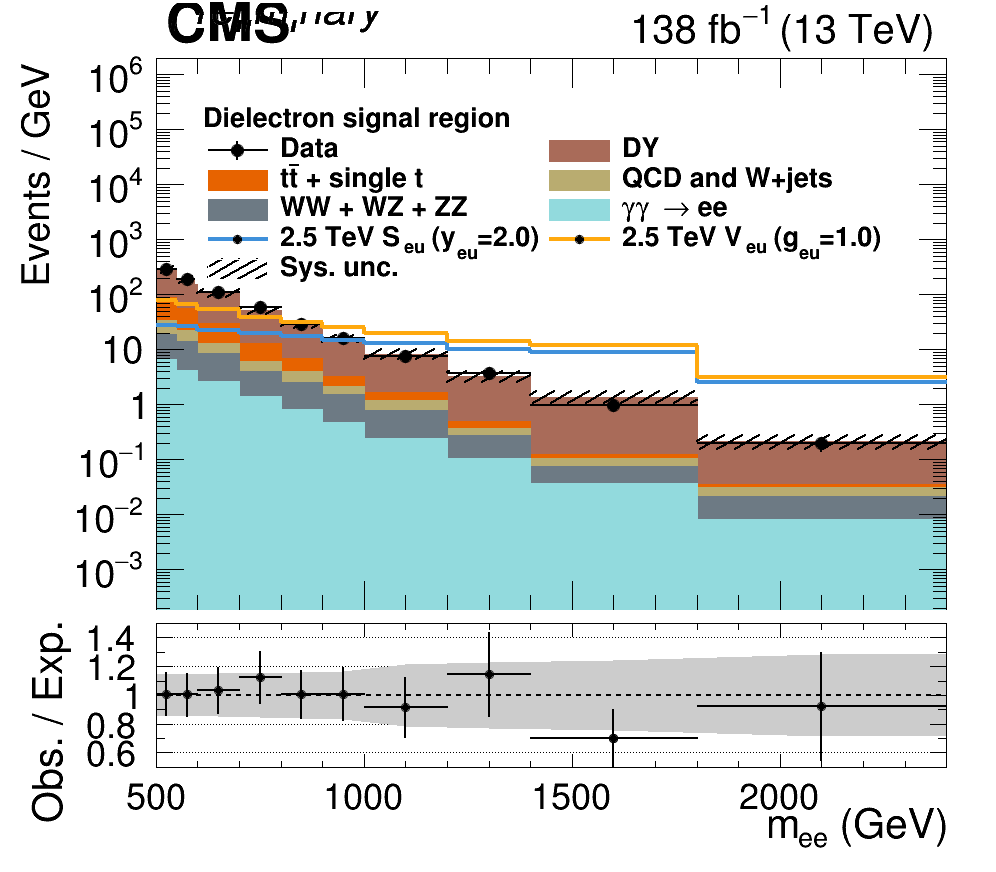 CMS 138 fb⁻¹ (13 TeV)
Events / GeV
10⁶
10⁵
10⁴
10³
10²
10
1
10⁻¹
10⁻²
10⁻³
Dielectron signal region
Data
DY
tt̄ + single t
QCD and W+jets
WW + WZ + ZZ
γγ → ee
2.5 TeV S_eu (y_eu=2.0)
2.5 TeV V_eu (g_eu=1.0)
Sys. unc.
Obs. / Exp.
1.4
1.2
1
0.8
0.6
500 1000 1500 2000
m_ee (GeV)